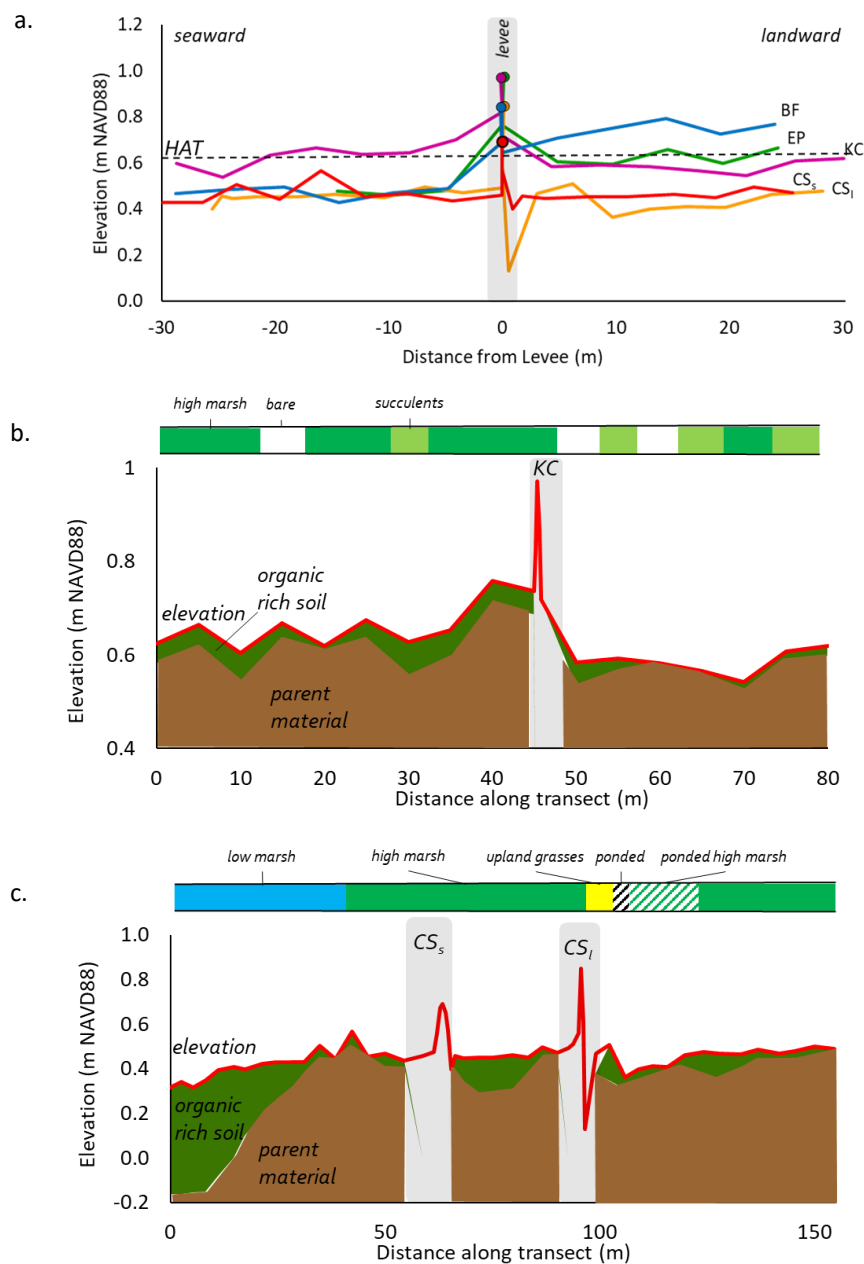 a.
1.2
1.0
0.8
0.6
0.4
0.2
0.0
Elevation (m NAVD88)
seaward
levee
landward
HAT
BF
EP
KC
CSs
CSl
-30
-20
-10
0
10
20
30
Distance from Levee (m)
b.
high marsh
bare
succulents
1
0.8
0.6
0.4
Elevation (m NAVD88)
KC
organic
rich soil
elevation
parent
material
0
10
20
30
40
50
60
70
80
Distance along transect (m)
c.
low marsh
high marsh
upland grasses
ponded
ponded high marsh
1.0
0.8
0.6
0.4
0.2
0.0
-0.2
Elevation (m NAVD88)
CSs
CSl
elevation
organic
rich soil
parent
material
0
50
100
150
Distance along transect (m)